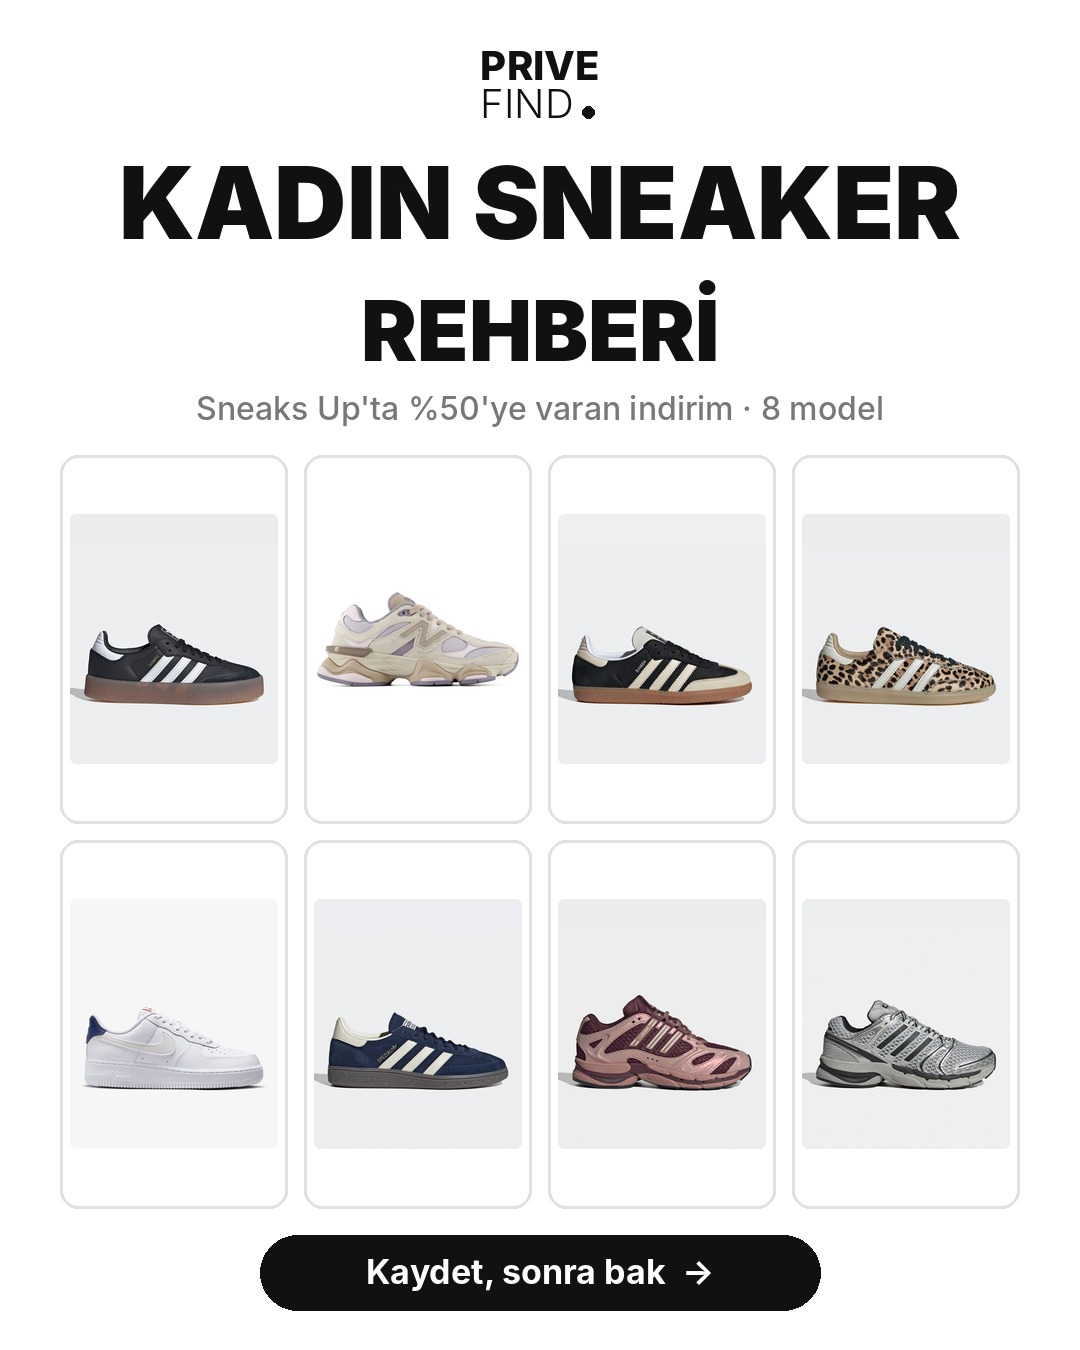 PRIVE
FIND.
KADIN SNEAKER
REHBERİ
Sneaks Up'ta %50'ye varan indirim · 8 model
Kaydet, sonra bak →